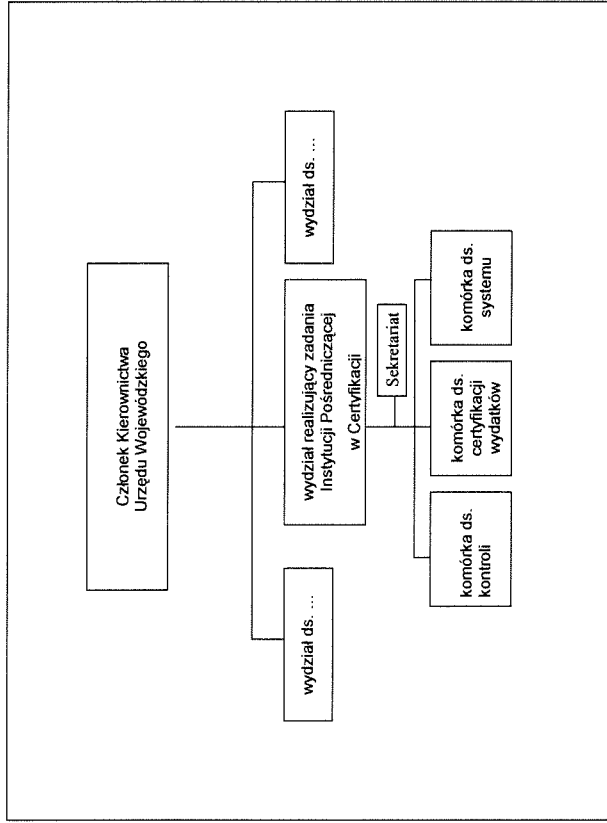 Członek Kierownictwa
Urzędu Wojewódzkiego
wydział ds. ...
wydział realizujący zadania
Instytucji Pośredniczącej
w Certyfikacji
wydział ds. ...
Sekretariat
komórka ds.
kontroli
komórka ds.
certyfikacji
wydatków
komórka ds.
systemu